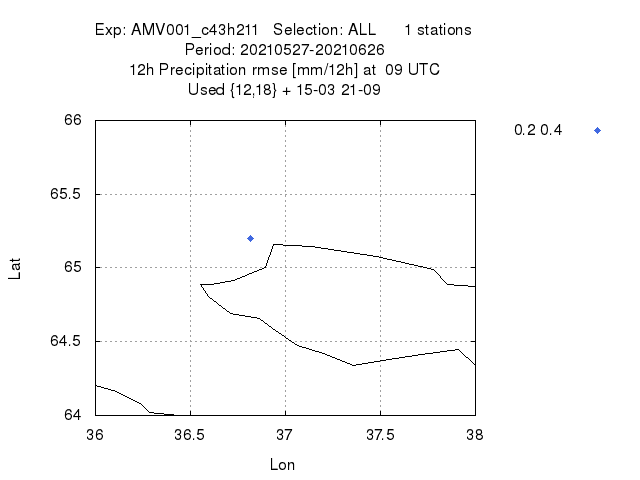 Exp: AMV001_c43h211 Selection: ALL 1 stations
Period: 20210527-20210626
12h Precipitation rmse [mm/12h] at 09 UTC
Used {12,18} + 15-03 21-09
66
0.2 0.4
65.5
65
Lat
64.5
64
36 36.5 37 37.5 38
Lon